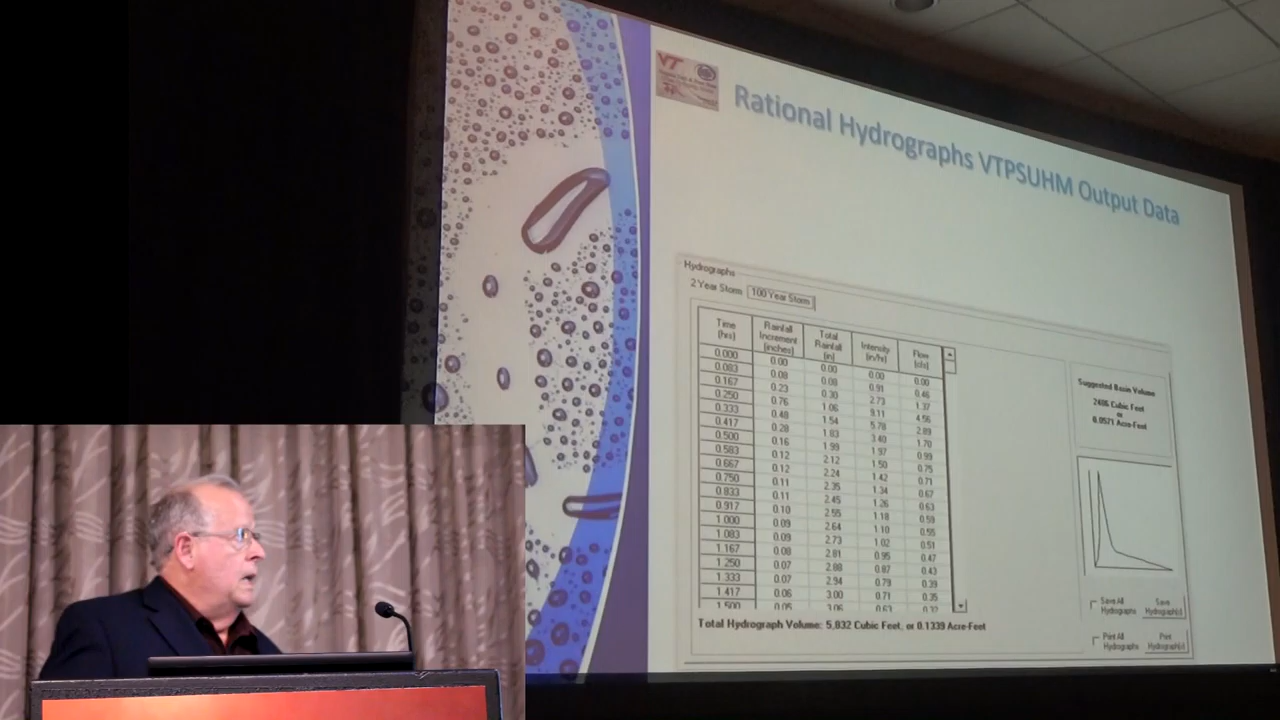 VT
Rational Hydrographs VTPSUHM Output Data
Hydrographs
2 Year Storm 100 Year Storm
Time (hrs) Rainfall Increment (inches) Total Rainfall (in) Intensity (in/hr) Flow (cfs)
0.000 0.00 0.00 0.00 0.00
0.083 0.08 0.08 0.91 0.46
0.167 0.23 0.30 2.73 1.37
0.250 0.76 1.06 9.11 4.56
0.333 0.48 1.54 5.78 2.89
0.417 0.28 1.83 3.40 1.70
0.500 0.16 1.99 1.97 0.99
0.583 0.12 2.12 1.50 0.75
0.667 0.12 2.24 1.42 0.71
0.750 0.11 2.35 1.34 0.67
0.833 0.11 2.45 1.26 0.63
0.917 0.10 2.55 1.18 0.59
1.000 0.09 2.64 1.10 0.55
1.083 0.09 2.73 1.02 0.51
1.167 0.08 2.81 0.95 0.47
1.250 0.07 2.88 0.87 0.43
1.333 0.07 2.94 0.79 0.39
1.417 0.06 3.00 0.71 0.35
1.500 0.05 3.06 0.63 0.32
Total Hydrograph Volume: 5,832 Cubic Feet, or 0.1339 Acre-Feet
Suggested Basin Volume
2486 Cubic Feet
or
0.0571 Acre-Feet
Save All Hydrographs
Save Hydrograph(s)
Print All Hydrographs
Print Hydrograph(s)